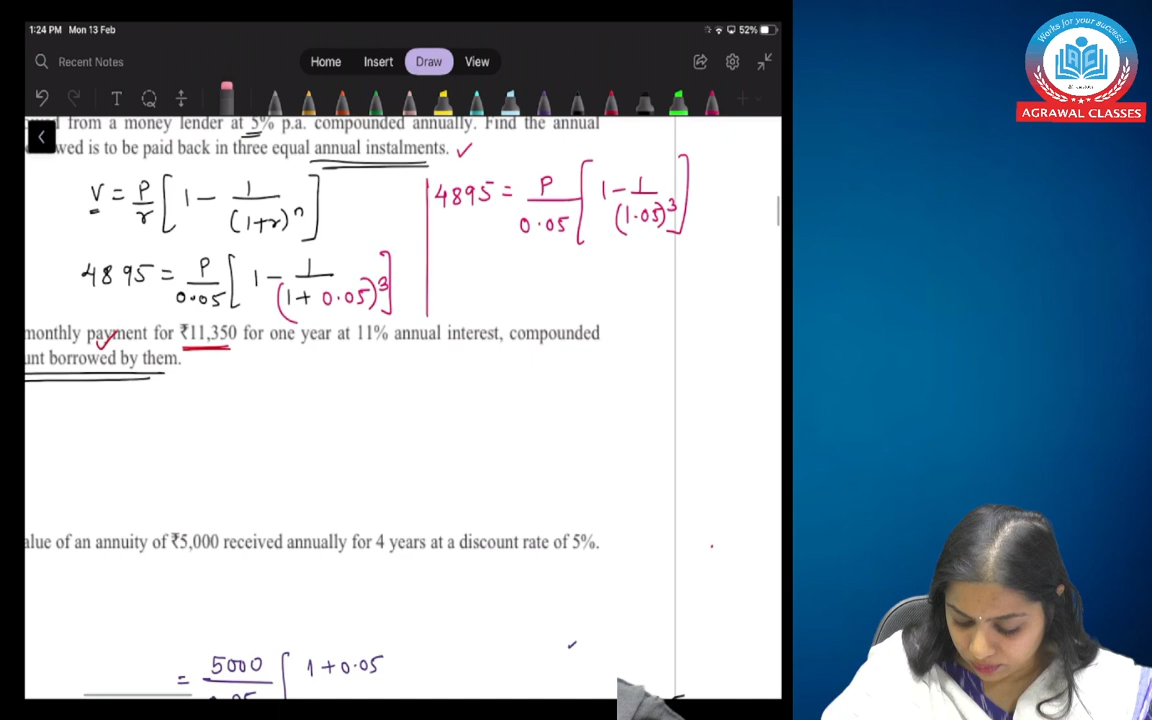 1:24 PM Mon 13 Feb
52%
Recent Notes
Home Insert Draw View
from a money lender at 5% p.a. compounded annually. Find the annual
wed is to be paid back in three equal annual instalments.
V = P/r [1 - 1/(1+r)^n]
4895 = P/0.05 [1 - 1/(1+0.05)^3]
4895 = P/0.05 [1 - 1/(1.05)^3]
monthly payment for ₹11,350 for one year at 11% annual interest, compounded
unt borrowed by them.
alue of an annuity of ₹5,000 received annually for 4 years at a discount rate of 5%.
= 5000 [ 1+0.05
Works for your success!
AC
AGRAWAL CLASSES